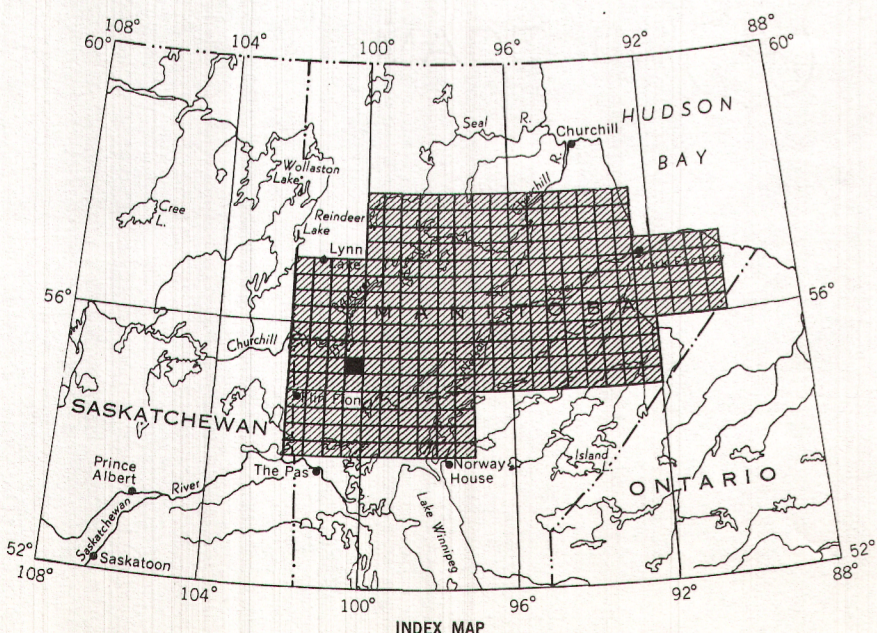 108°
104°
100°
96°
92°
88°
60°
60°
HUDSON
BAY
Seal R.
Churchill
R.
Wollaston
Lake
Cree
L.
Reindeer
Lake
Lynn
Lake
56°
56°
MANITOBA
Churchill
Flin Flon
SASKATCHEWAN
Prince
Albert
River
The Pas
Norway
House
Island
L.
ONTARIO
Saskatchewan
Lake Winnipeg
Saskatoon
52°
52°
108°
88°
104°
100°
96°
92°
INDEX MAP